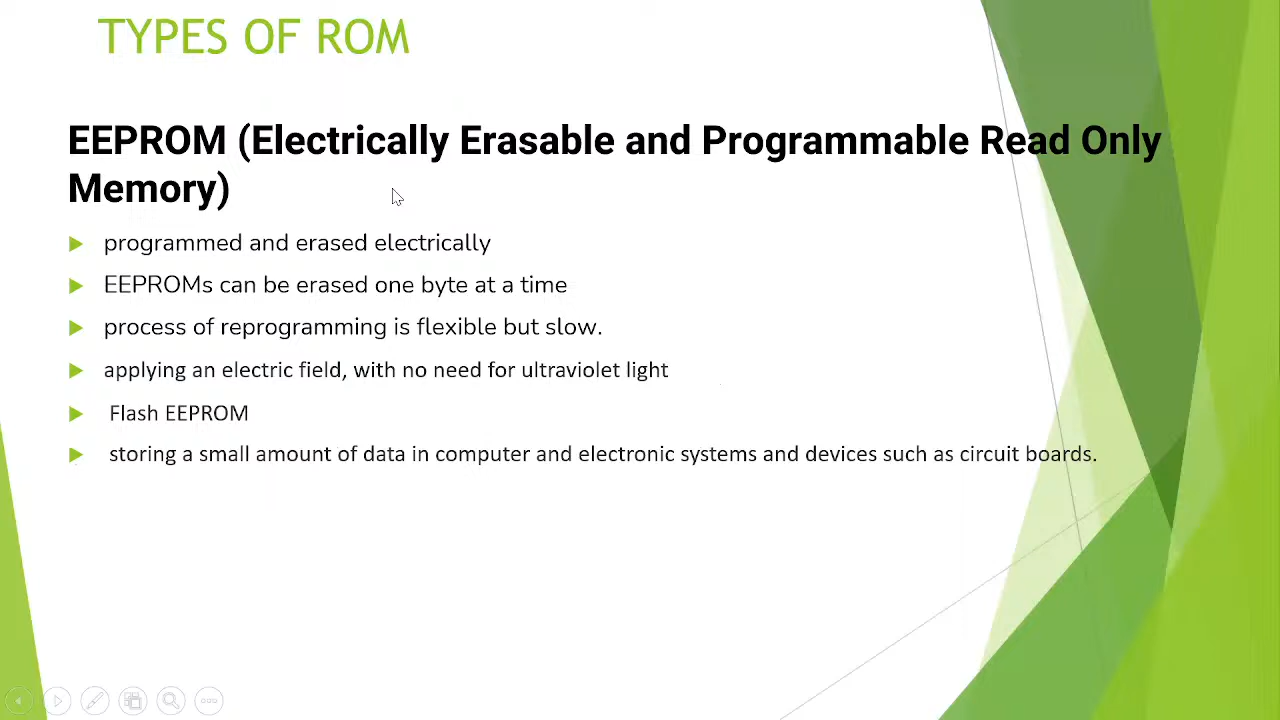 TYPES OF ROM
EEPROM (Electrically Erasable and Programmable Read Only
Memory)
programmed and erased electrically
EEPROMs can be erased one byte at a time
process of reprogramming is flexible but slow.
applying an electric field, with no need for ultraviolet light
Flash EEPROM
storing a small amount of data in computer and electronic systems and devices such as circuit boards.